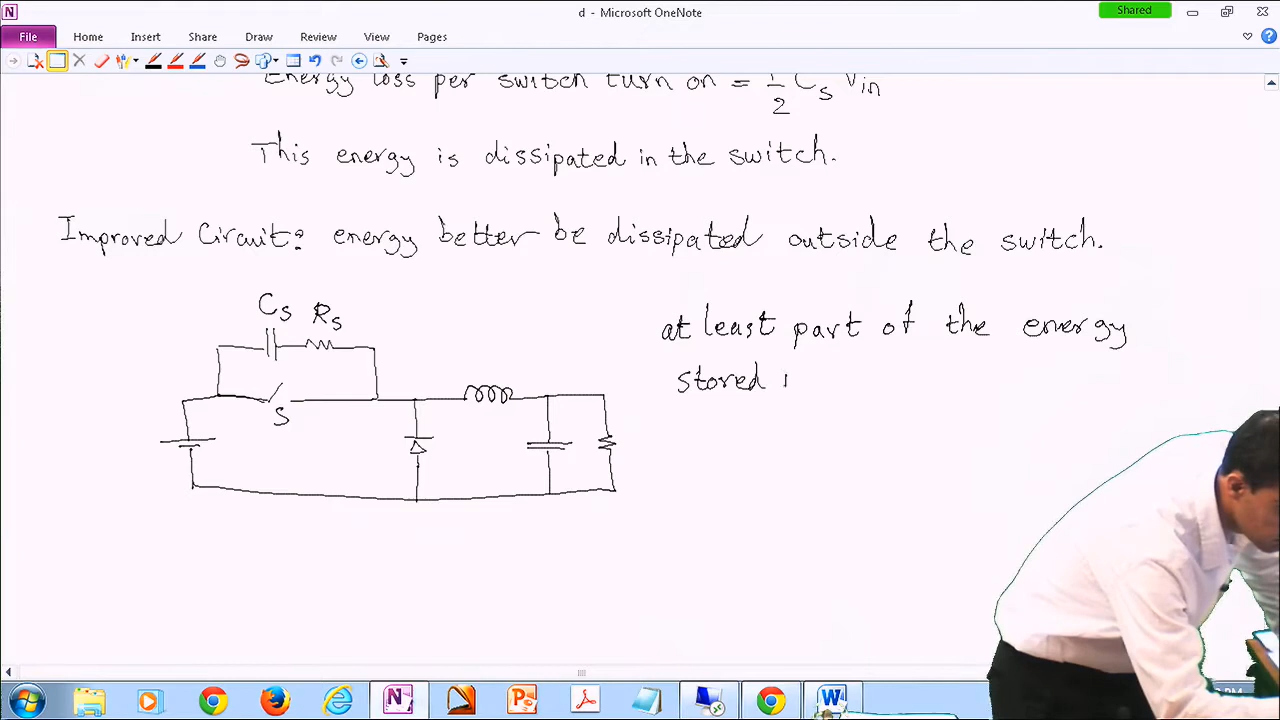 d - Microsoft OneNote
Shared
File Home Insert Share Draw Review View Pages
Energy loss per switch turn on = 1/2 Cs Vin
This energy is dissipated in the switch.
Improved Circuit: energy better be dissipated outside the switch.
Cs Rs
S
at least part of the energy
stored